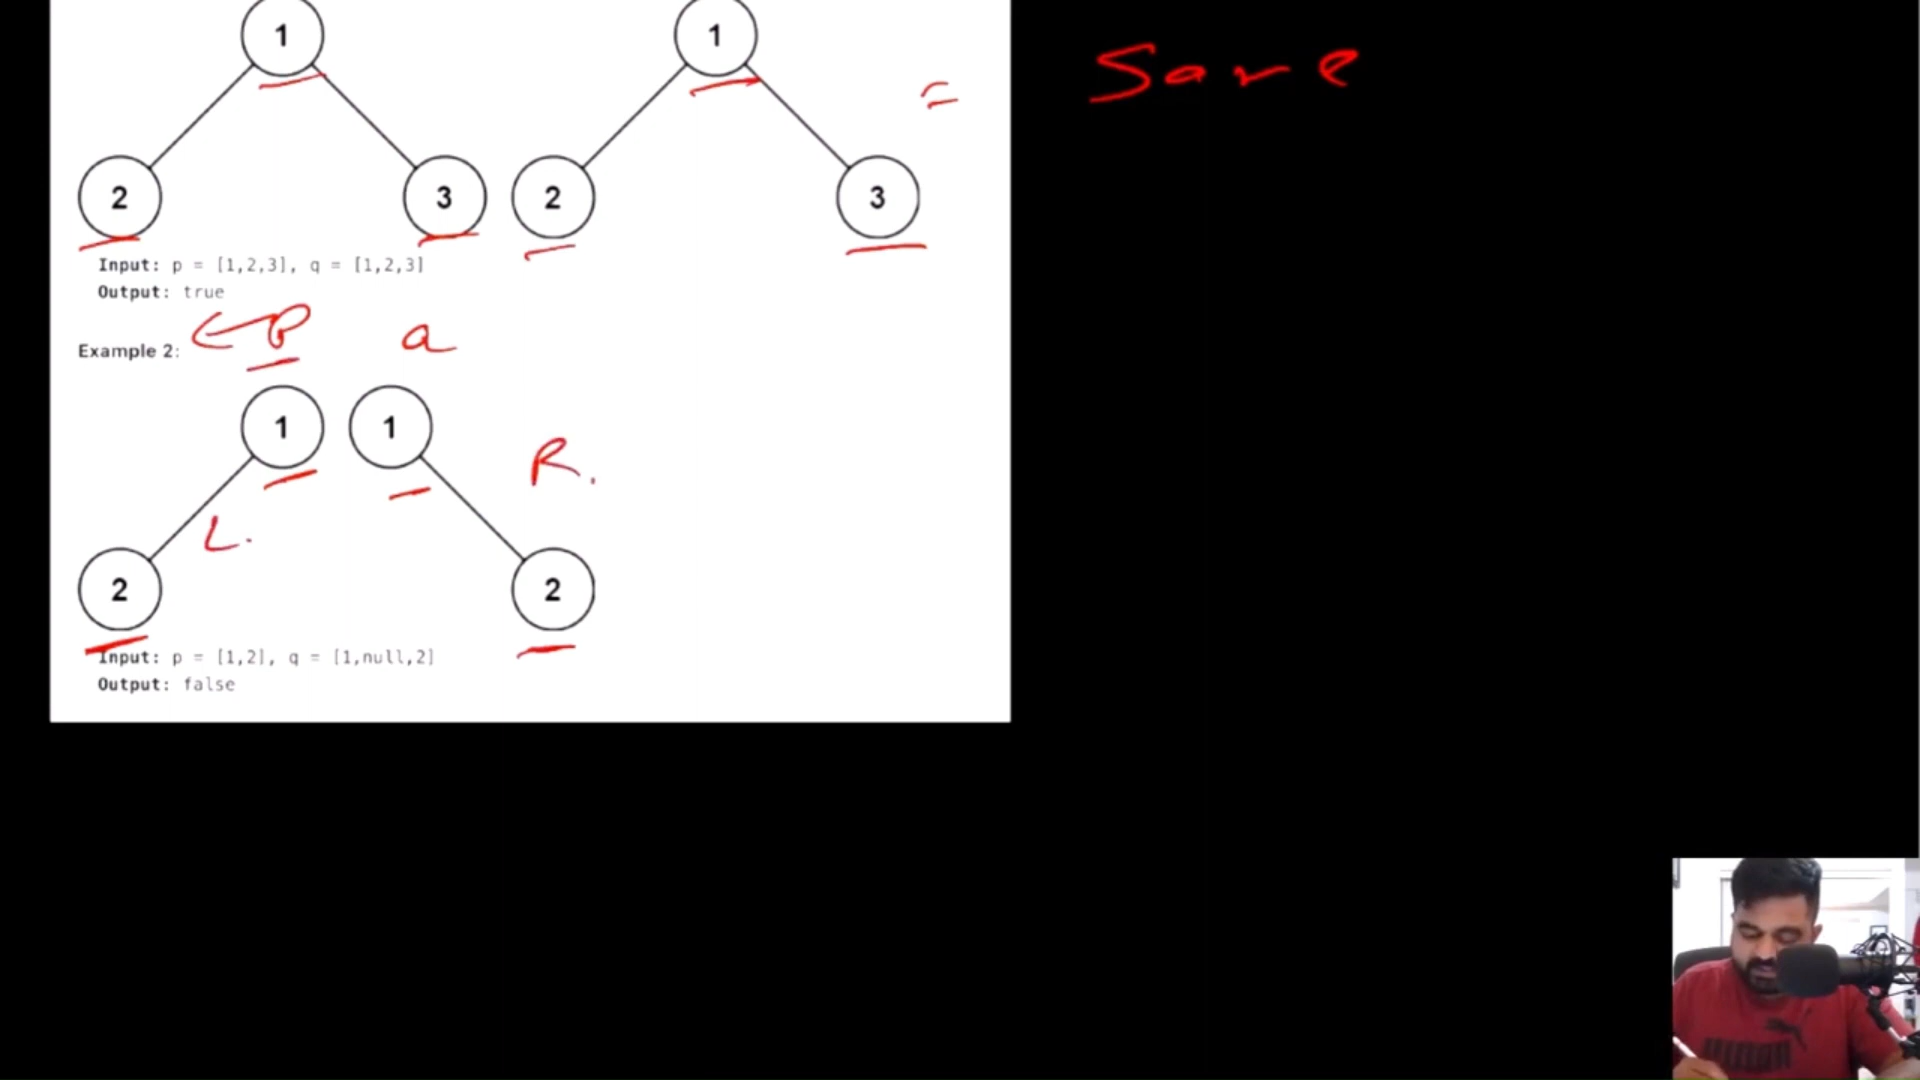 1 1
= Same
2 3 2 3
Input: p = [1,2,3], q = [1,2,3]
Output: true
P Q
Example 2:
1 1
R.
L.
2 2
Input: p = [1,2], q = [1,null,2]
Output: false